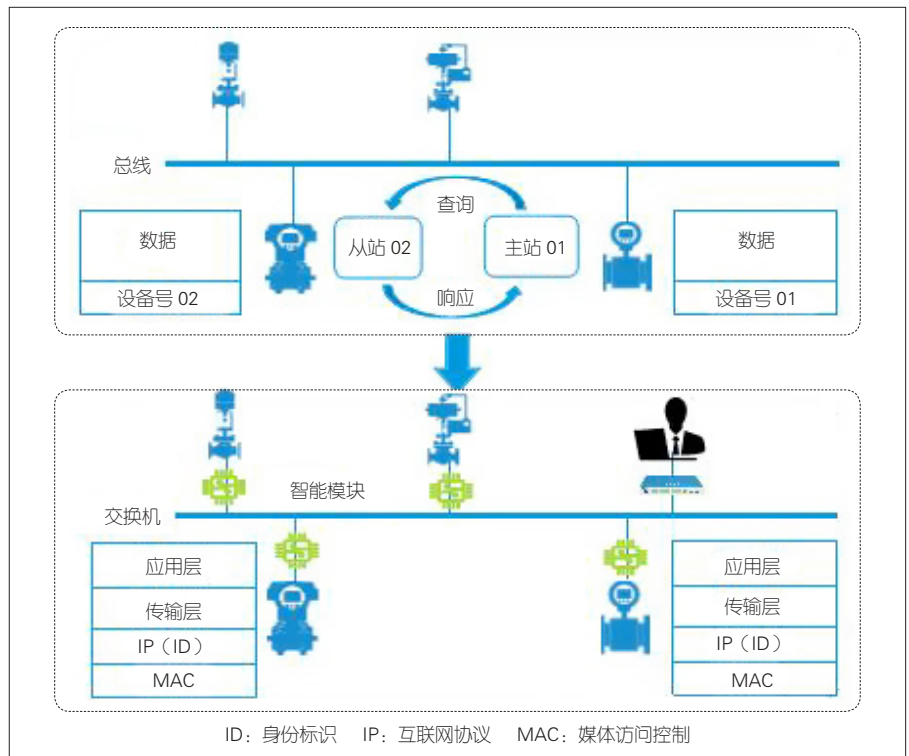 总线
查询
数据
从站 02
主站 01
数据
设备号 02
响应
设备号 01
智能模块
交换机
应用层
传输层
IP（ID）
MAC
应用层
传输层
IP（ID）
MAC
ID：身份标识 IP：互联网协议 MAC：媒体访问控制